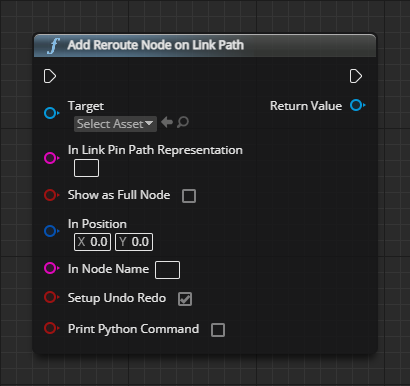 f Add Reroute Node on Link Path
Target Return Value
Select Asset
In Link Pin Path Representation
Show as Full Node
In Position
X 0.0 Y 0.0
In Node Name
Setup Undo Redo
Print Python Command